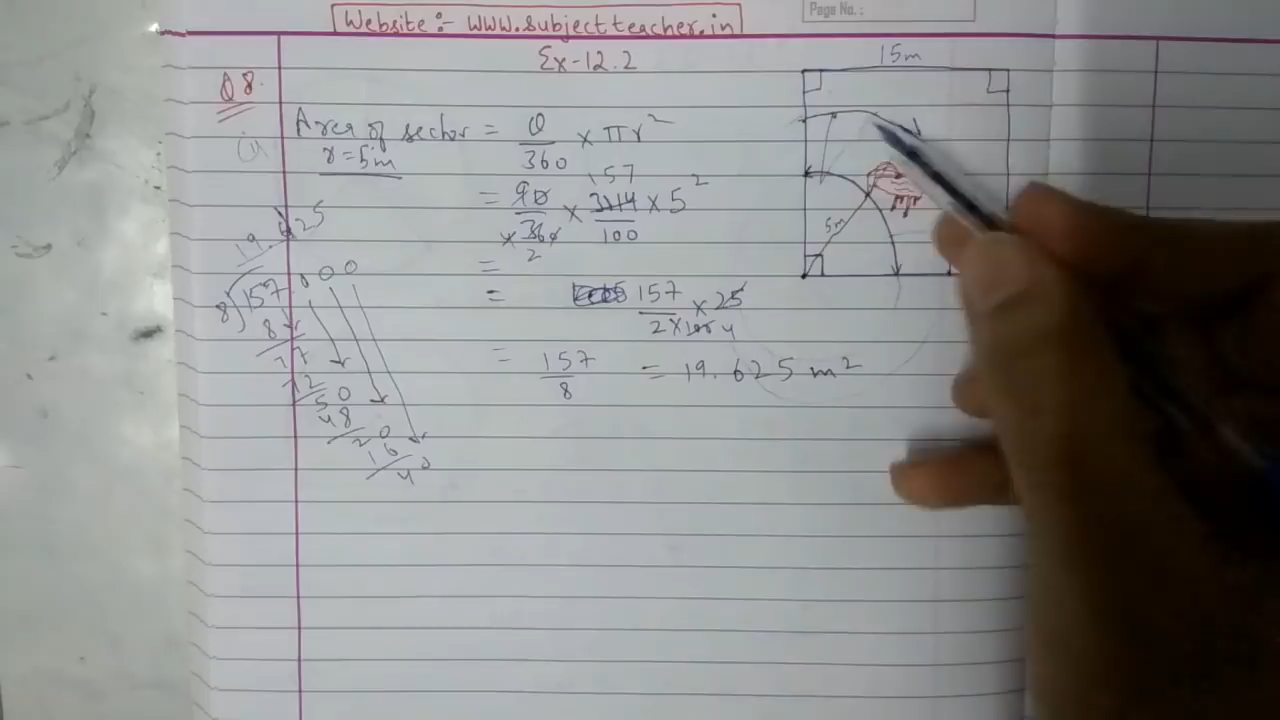 Website :- www.subjectteacher.in
Page No. :
Ex-12.2
15m
Q8.
(i)
Area of sector = θ/360 × πr²
r = 5m
157
= 90/360 × 314/100 × 5²
2
=
5m
= 157/2×100 × 25
4
= 157/8 = 19.625 m²
19.625
8)157.000
8
77
72
50
48
20
16
40